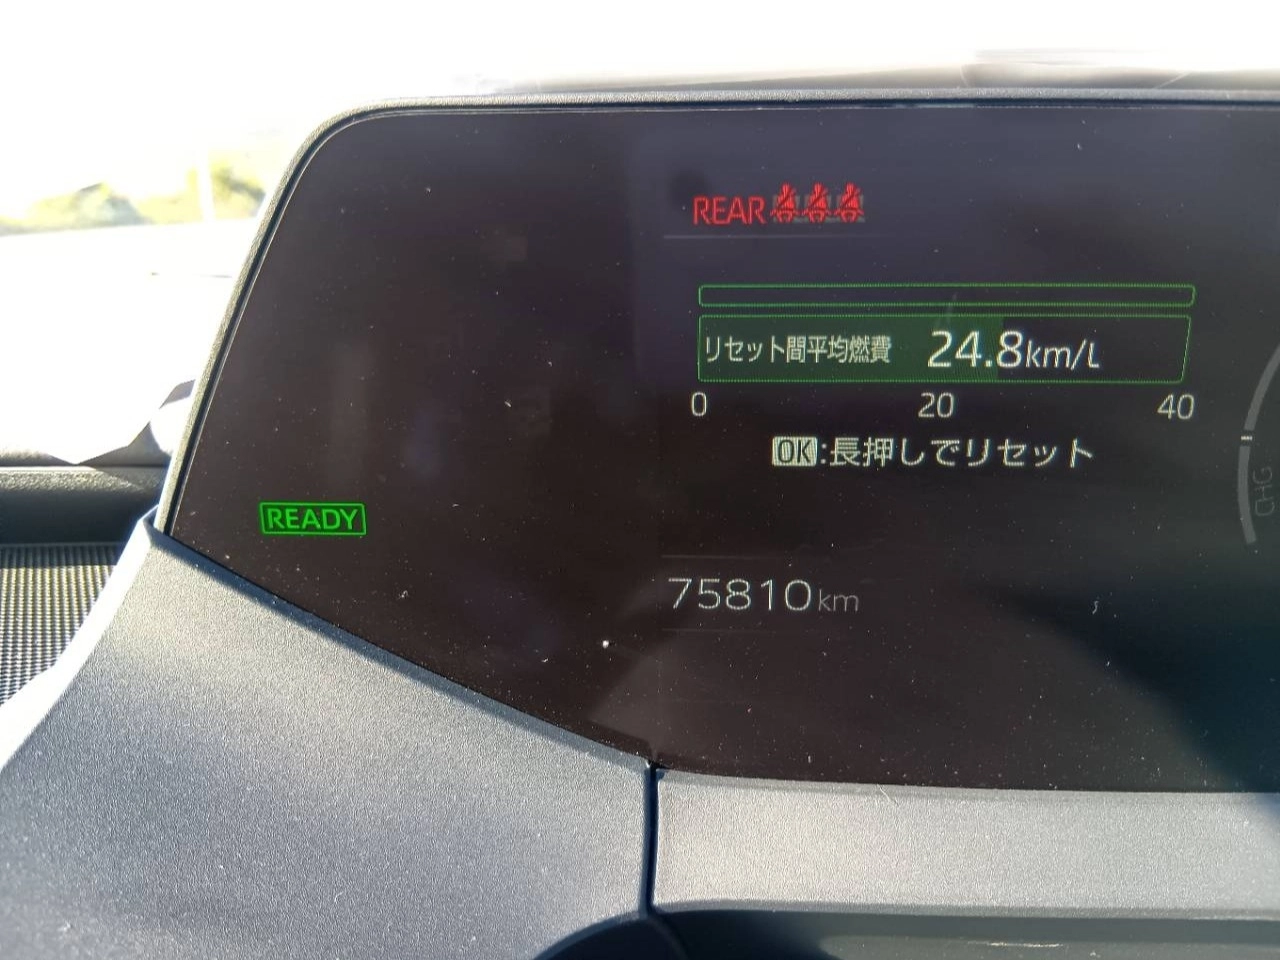 REAR
リセット間平均燃費 24.8km/L
0 20 40
OK:長押しでリセット
READY
75810km
CHG